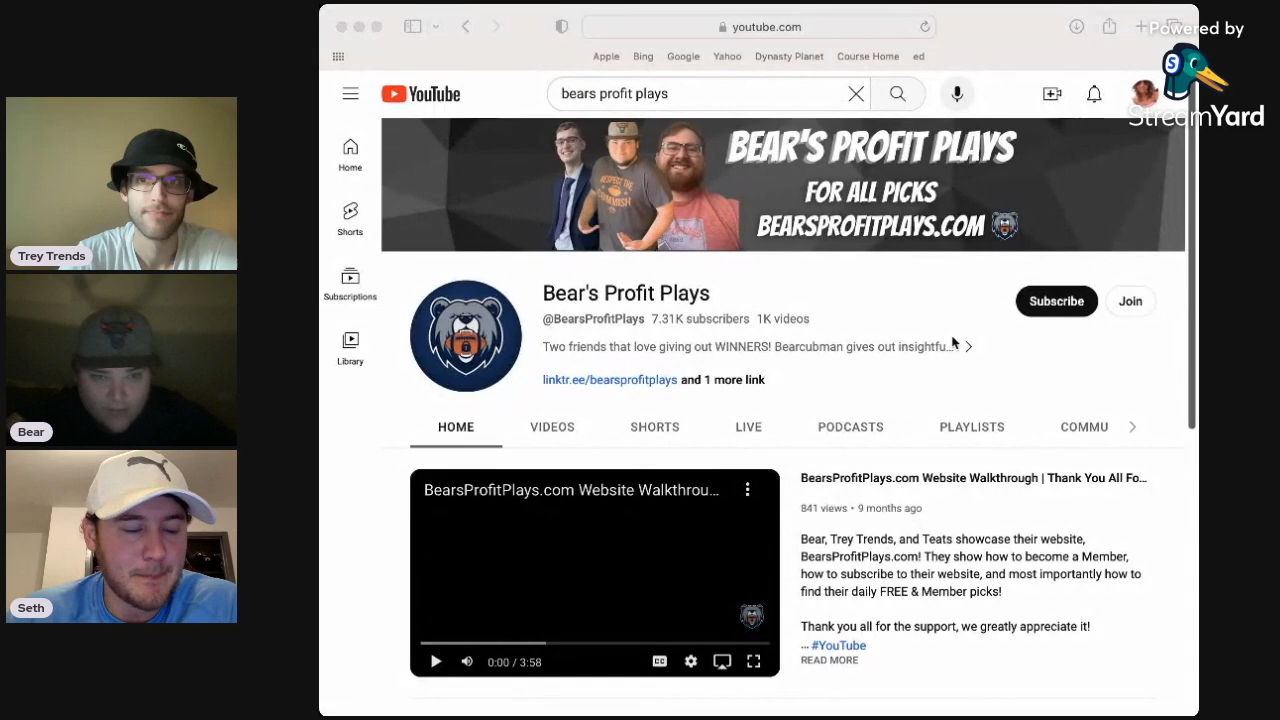 Powered by
StreamYard
youtube.com
Apple Bing Google Yahoo Dynasty Planet Course Home ed
YouTube
bears profit plays
Home
Shorts
Subscriptions
Library
BEAR'S PROFIT PLAYS
FOR ALL PICKS
BEARSPROFITPLAYS.COM
RESPECT THE
COMMISH
Bear's Profit Plays
@BearsProfitPlays 7.31K subscribers 1K videos
Two friends that love giving out WINNERS! Bearcubman gives out insightfu...
linktr.ee/bearsprofitplays and 1 more link
Subscribe
Join
HOME VIDEOS SHORTS LIVE PODCASTS PLAYLISTS COMMU
BearsProfitPlays.com Website Walkthrou...
0:00 / 3:58
CC
BearsProfitPlays.com Website Walkthrough | Thank You All Fo...
841 views • 9 months ago
Bear, Trey Trends, and Teats showcase their website,
BearsProfitPlays.com! They show how to become a Member,
how to subscribe to their website, and most importantly how to
find their daily FREE & Member picks!
Thank you all for the support, we greatly appreciate it!
... #YouTube
READ MORE
Trey Trends
Bear
Seth